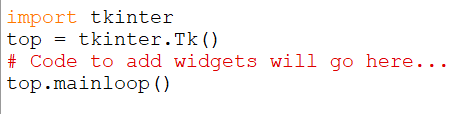 import tkinter
top = tkinter.Tk()
# Code to add widgets will go here...
top.mainloop()